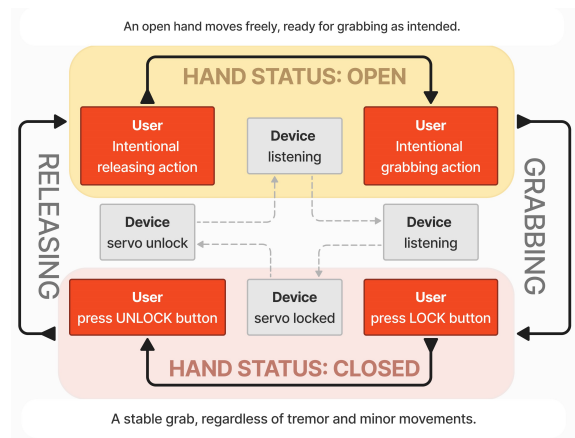 An open hand moves freely, ready for grabbing as intended.
HAND STATUS: OPEN
User
Intentional
releasing action
Device
listening
User
Intentional
grabbing action
RELEASING
GRABBING
Device
servo unlock
Device
listening
User
press UNLOCK button
Device
servo locked
User
press LOCK button
HAND STATUS: CLOSED
A stable grab, regardless of tremor and minor movements.